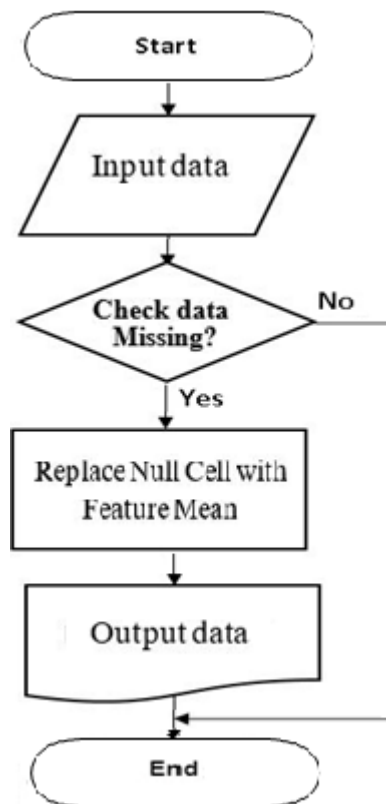 Start
Input data
Check data
Missing?
No
Yes
Replace Null Cell with
Feature Mean
Output data
End